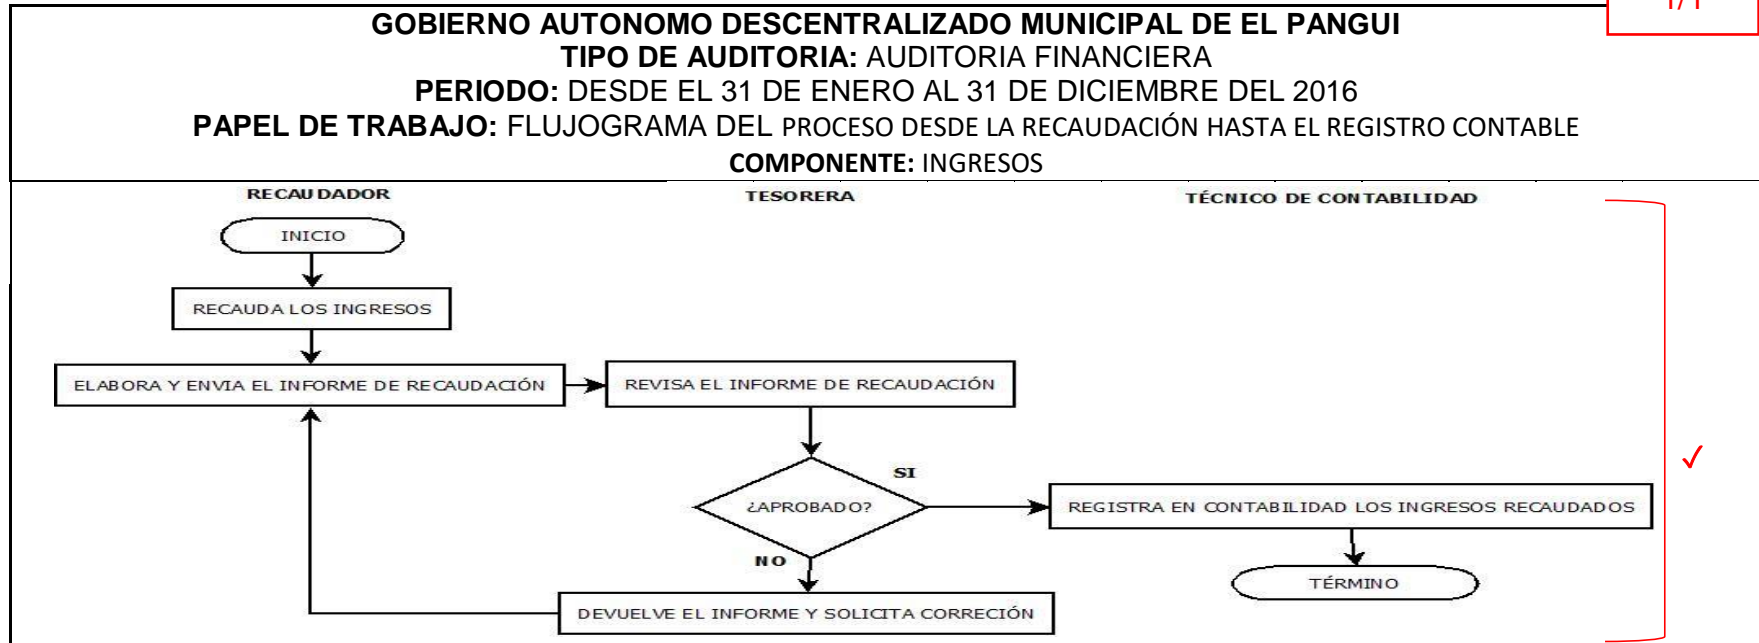 1/1
GOBIERNO AUTONOMO DESCENTRALIZADO MUNICIPAL DE EL PANGUI
TIPO DE AUDITORIA: AUDITORIA FINANCIERA
PERIODO: DESDE EL 31 DE ENERO AL 31 DE DICIEMBRE DEL 2016
PAPEL DE TRABAJO: FLUJOGRAMA DEL PROCESO DESDE LA RECAUDACIÓN HASTA EL REGISTRO CONTABLE
COMPONENTE: INGRESOS
RECAUDADOR
TESORERA
TÉCNICO DE CONTABILIDAD
INICIO
RECAUDA LOS INGRESOS
ELABORA Y ENVIA EL INFORME DE RECAUDACIÓN
REVISA EL INFORME DE RECAUDACIÓN
SI
¿APROBADO?
REGISTRA EN CONTABILIDAD LOS INGRESOS RECAUDADOS
NO
TÉRMINO
DEVUELVE EL INFORME Y SOLICITA CORRECIÓN